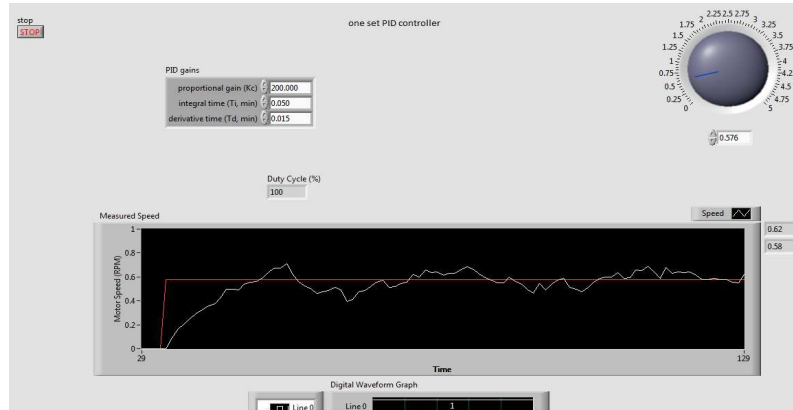 stop
STOP
one set PID controller
PID gains
proportional gain (Kc) 200.000
integral time (Ti, min) 0.050
derivative time (Td, min) 0.015
0 0.25 0.5 0.75 1 1.25 1.5 1.75 2 2.25 2.5 2.75 3 3.25 3.5 3.75 4 4.2 4.5 4.75 5
0.576
Duty Cycle (%)
100
Measured Speed
Speed
0.62
0.58
Motor Speed (RPM)
1
0.8
0.6
0.4
0.2
0
29 129
Time
Digital Waveform Graph
Line 0
Line 0 1